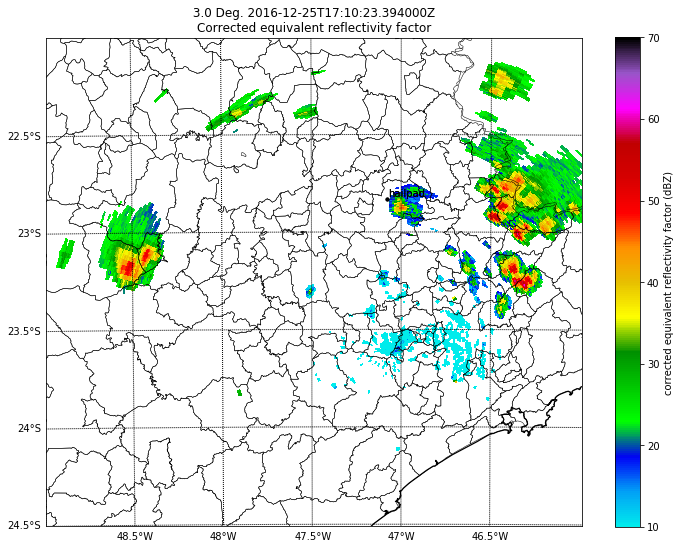 3.0 Deg. 2016-12-25T17:10:23.394000Z
Corrected equivalent reflectivity factor
22.5°S
23°S
23.5°S
24°S
24.5°S
48.5°W
48°W
47.5°W
47°W
46.5°W
70
60
50
40
30
20
10
corrected equivalent reflectivity factor (dBZ)